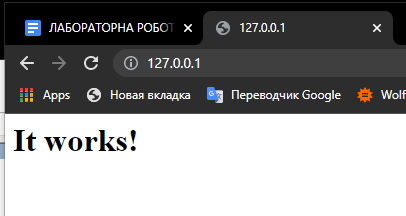 ЛАБОРАТОРНА РОБОТ
127.0.0.1
127.0.0.1
Apps
Новая вкладка
Переводчик Google
Wolf
It works!